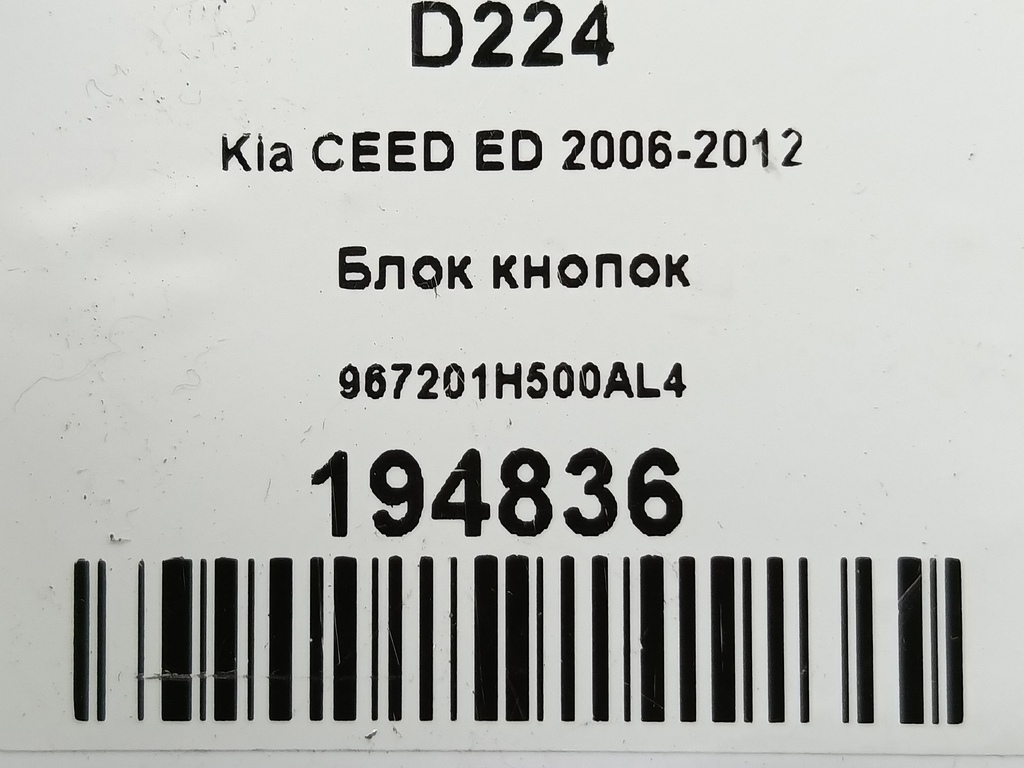 D224
Kia CEED ED 2006-2012
Блок кнопок
967201H500AL4
194836